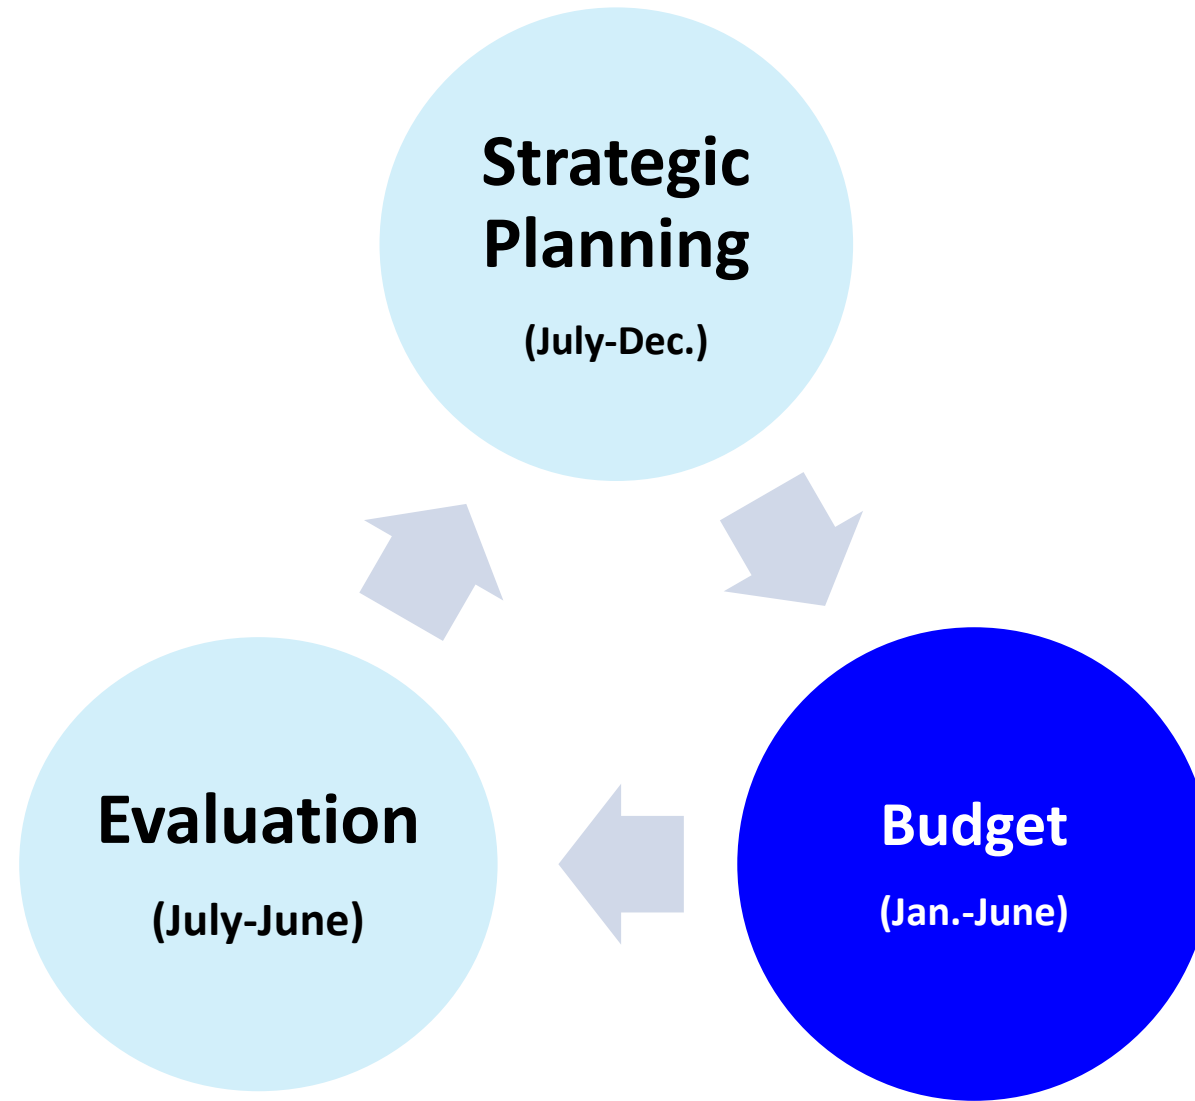 Strategic
Planning
(July-Dec.)
Budget
(Jan.-June)
Evaluation
(July-June)